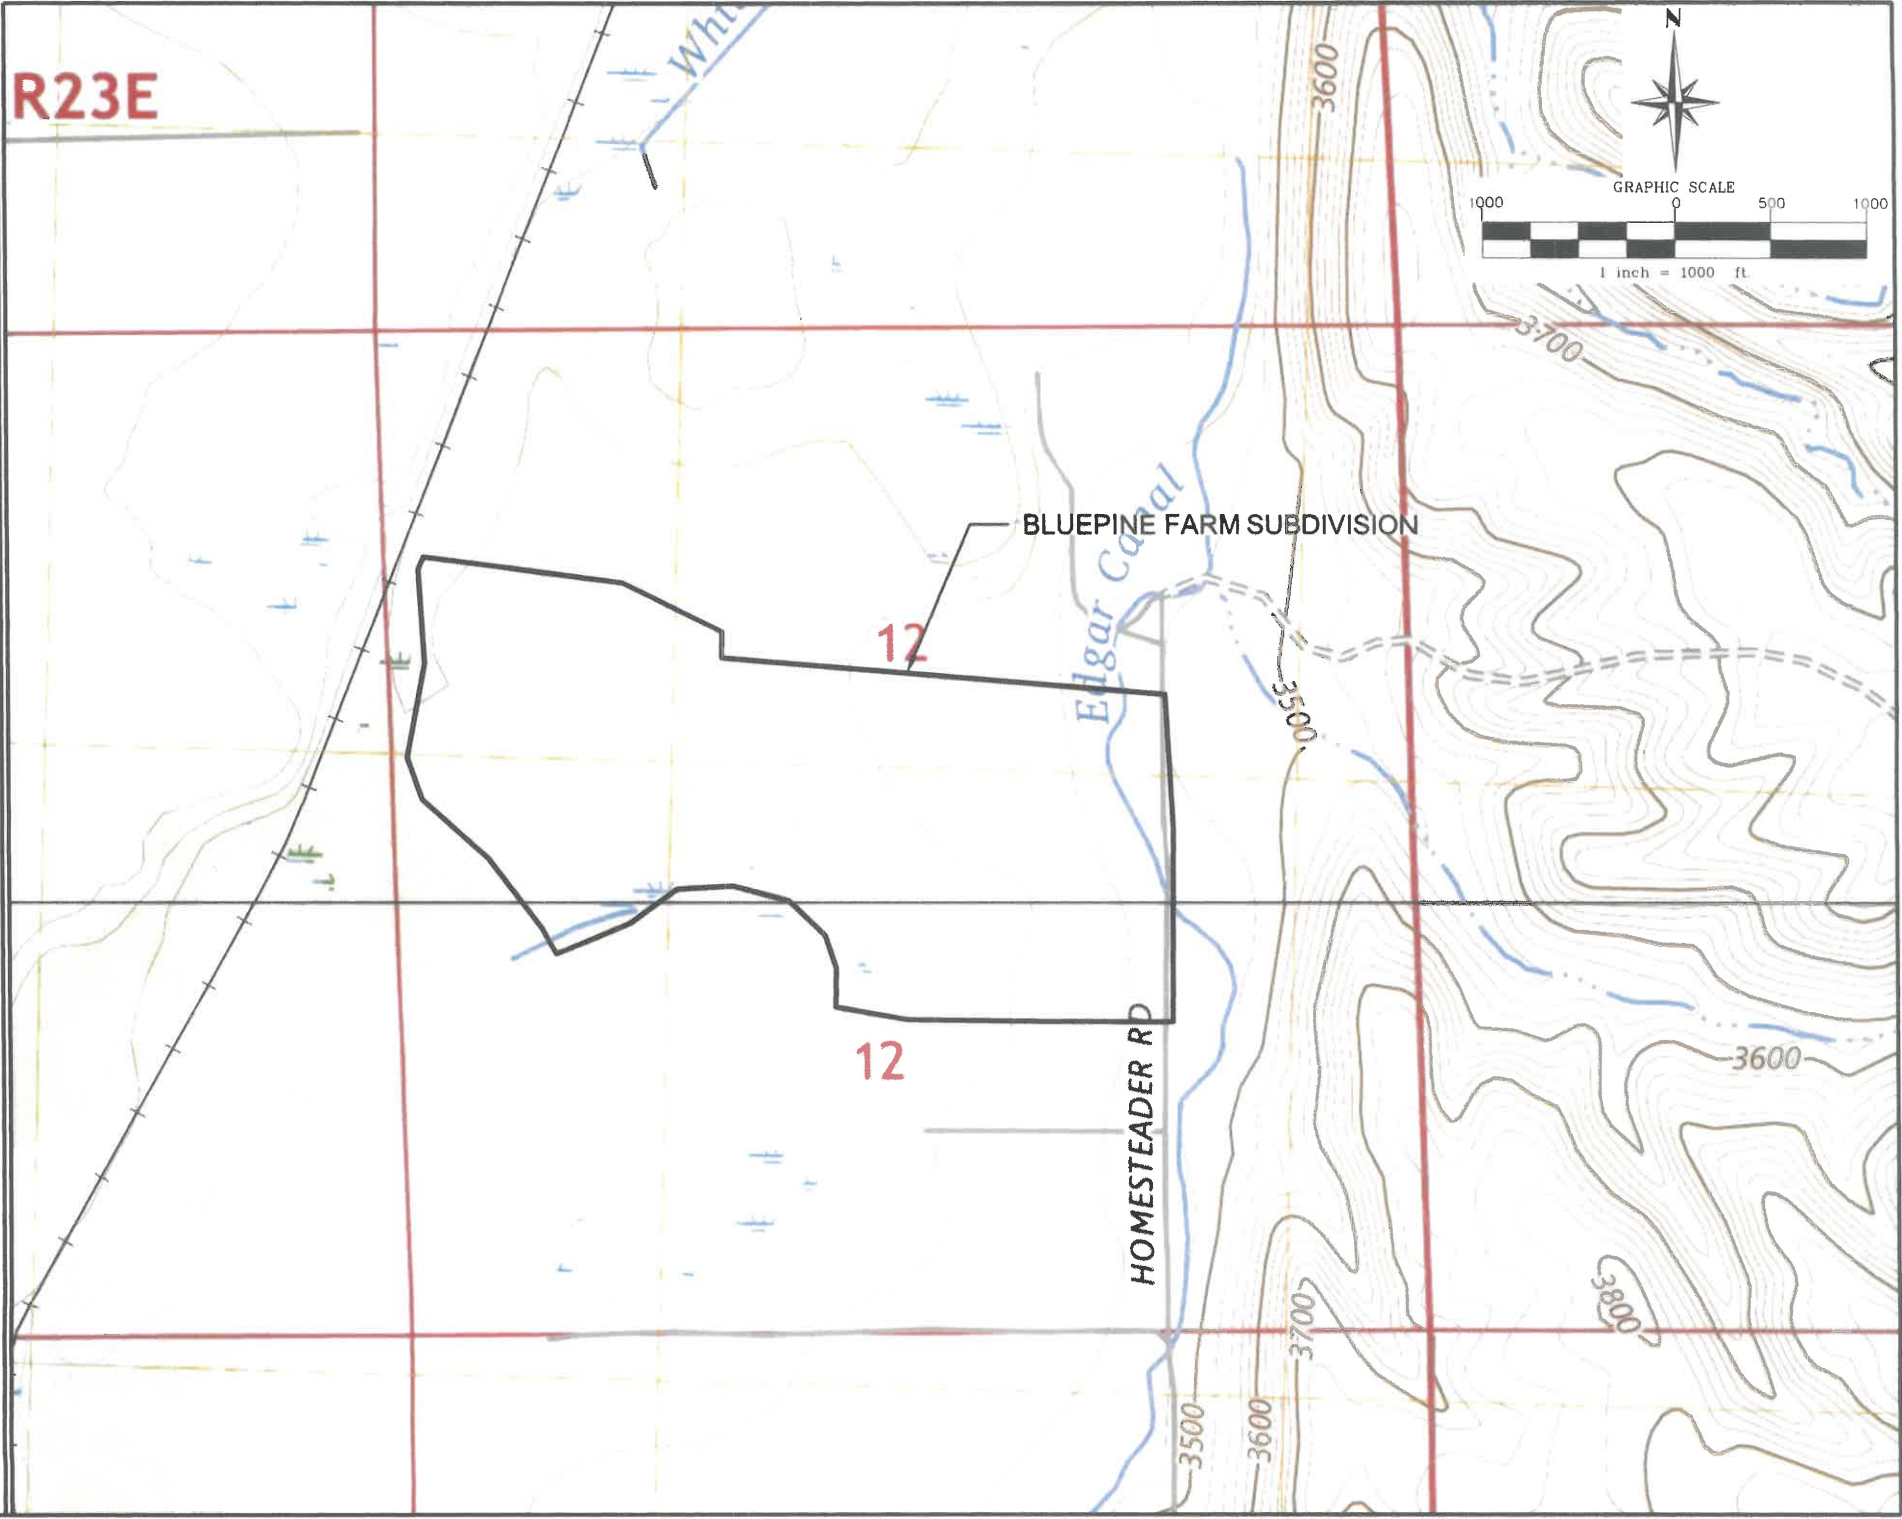 Whi
N
R23E
3600
GRAPHIC SCALE
1000 0 500 1000
1 inch = 1000 ft.
3700
BLUEPINE FARM SUBDIVISION
Edgar Canal
12
3500
HOMESTEADER RD
12
3600
3800
3700
3500
3600